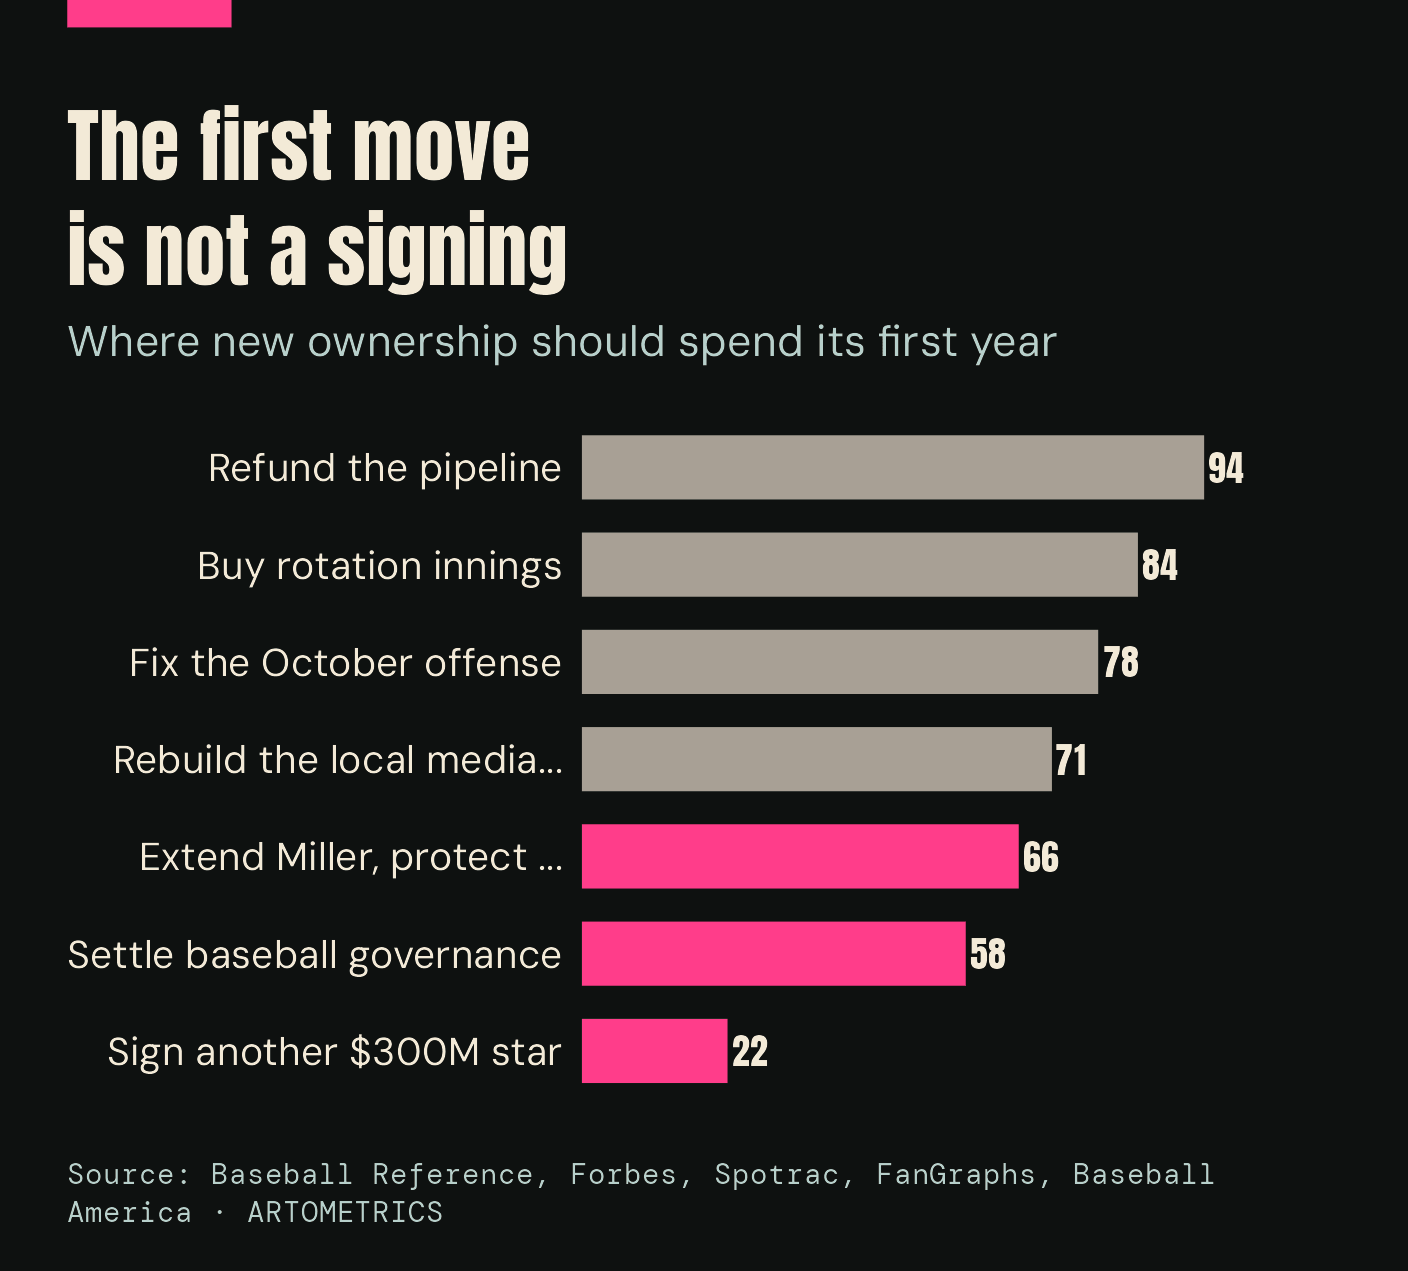 The first move
is not a signing
Where new ownership should spend its first year
Refund the pipeline 94
Buy rotation innings 84
Fix the October offense 78
Rebuild the local media... 71
Extend Miller, protect ... 66
Settle baseball governance 58
Sign another $300M star 22
Source: Baseball Reference, Forbes, Spotrac, FanGraphs, Baseball
America · ARTOMETRICS